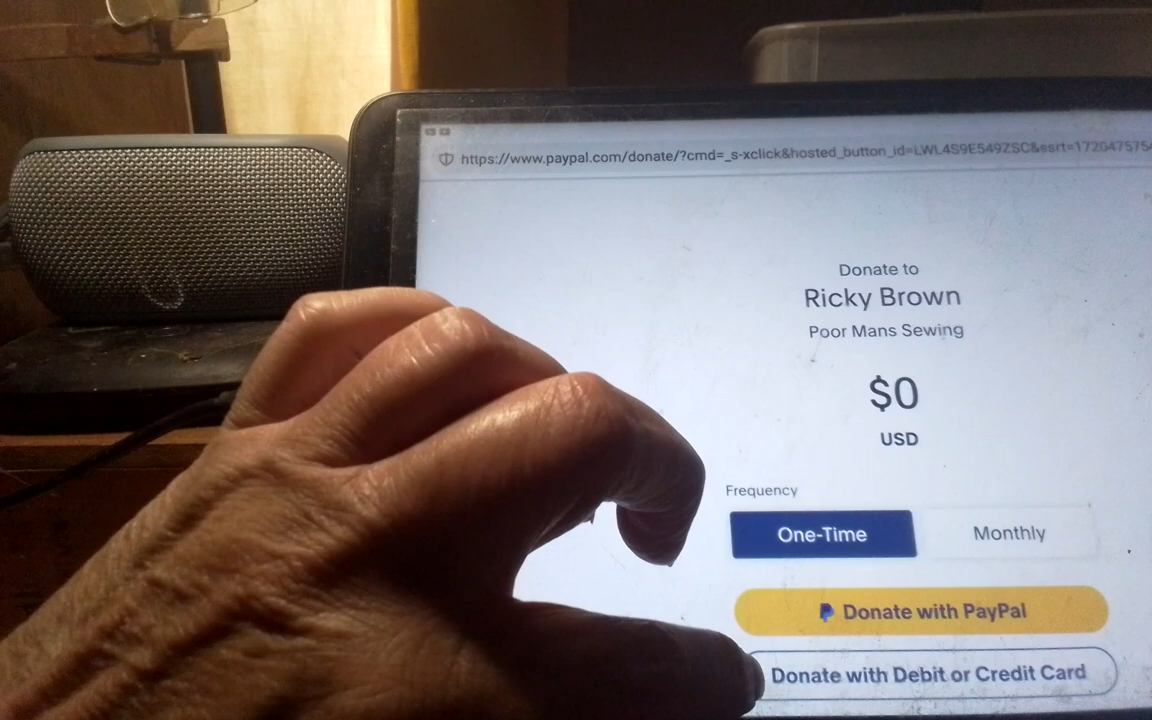 https://www.paypal.com/donate/?cmd=_s-xclick&hosted_button_id=LWL4S9E549ZSC&esrt=172047575
Donate to
Ricky Brown
Poor Mans Sewing
$0
USD
Frequency
One-Time
Monthly
Donate with PayPal
Donate with Debit or Credit Card